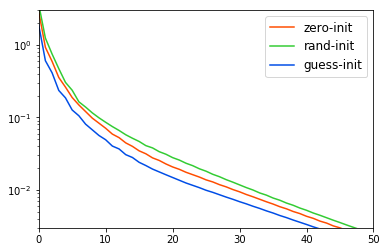 10⁰
10⁻¹
10⁻²
0 10 20 30 40 50
zero-init
rand-init
guess-init